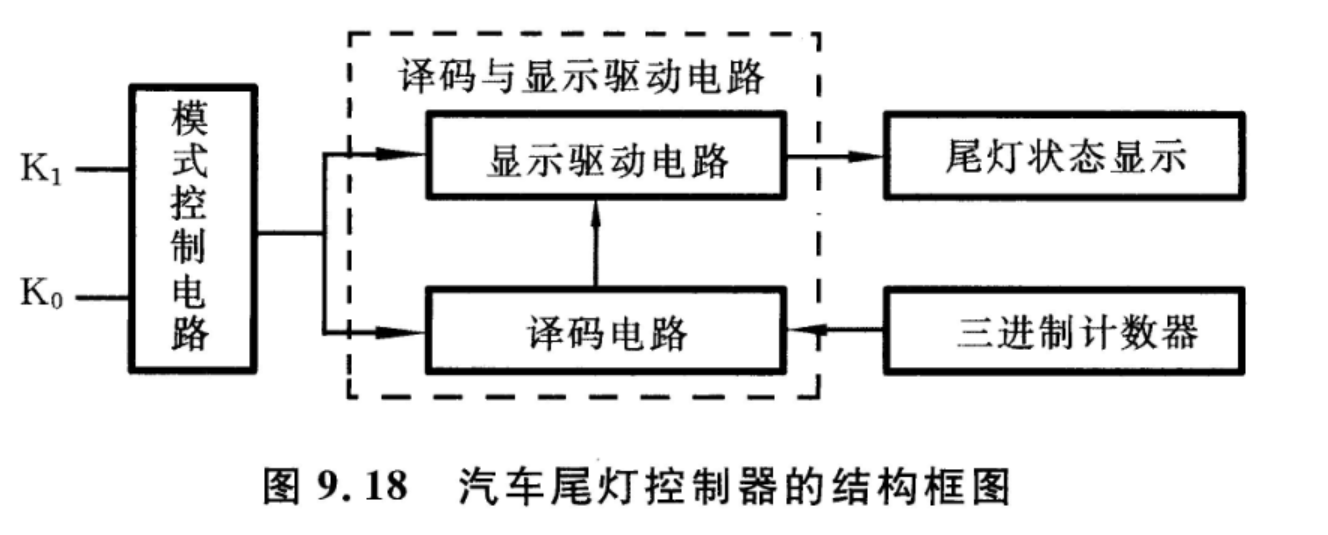 译码与显示驱动电路
模式控制电路
K₁
显示驱动电路
尾灯状态显示
K₀
译码电路
三进制计数器
图 9.18 汽车尾灯控制器的结构框图